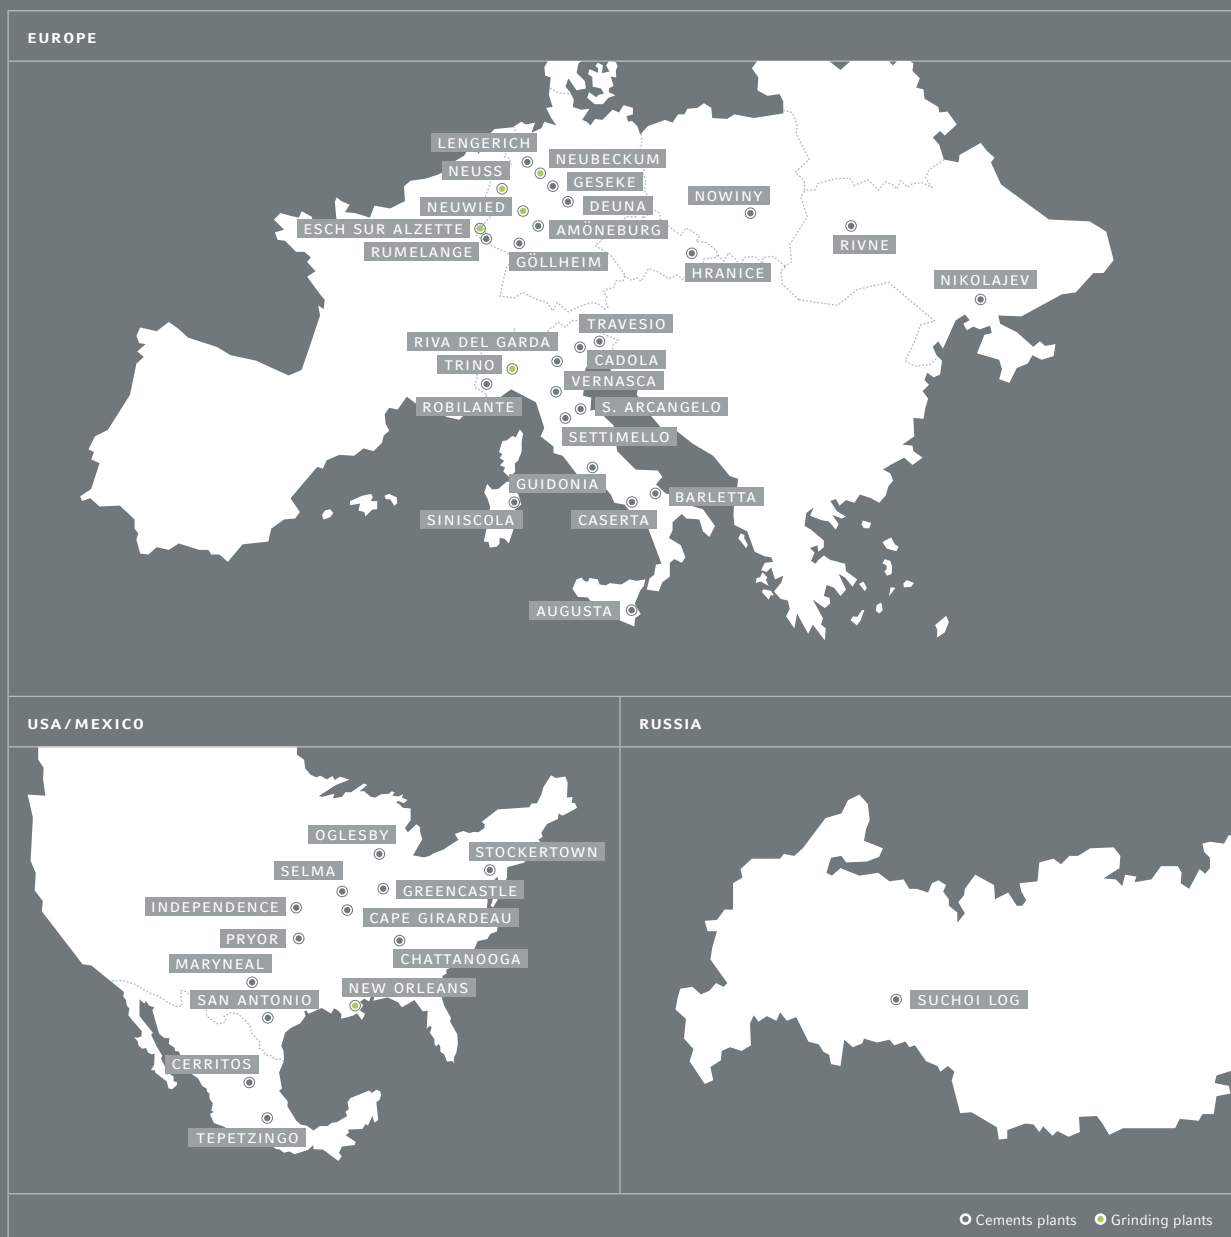 EUROPE
LENGERICH
NEUBECKUM
NEUSS
GESEKE
NOWINY
NEUWIED
DEUNA
ESCH SUR ALZETTE
AMÖNEBURG
RIVNE
RUMELANGE
GÖLLHEIM
HRANICE
NIKOLAJEV
TRAVESIO
RIVA DEL GARDA
CADOLA
TRINO
VERNASCA
ROBILANTE
S. ARCANGELO
SETTIMELLO
GUIDONIA
BARLETTA
SINISCOLA
CASERTA
AUGUSTA
USA/MEXICO
OGLESBY
STOCKERTOWN
SELMA
GREENCASTLE
INDEPENDENCE
CAPE GIRARDEAU
PRYOR
CHATTANOOGA
MARYNEAL
NEW ORLEANS
SAN ANTONIO
CERRITOS
TEPETZINGO
RUSSIA
SUCHOI LOG
Cements plants
Grinding plants